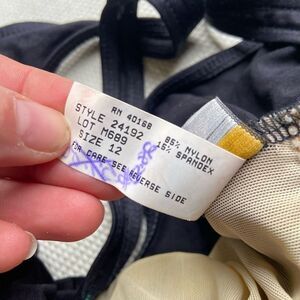 RN 40168
STYLE 24192
LOT M689
SIZE 12
85% NYLON
15% SPANDEX
FOR CARE-SEE REVERSE SIDE